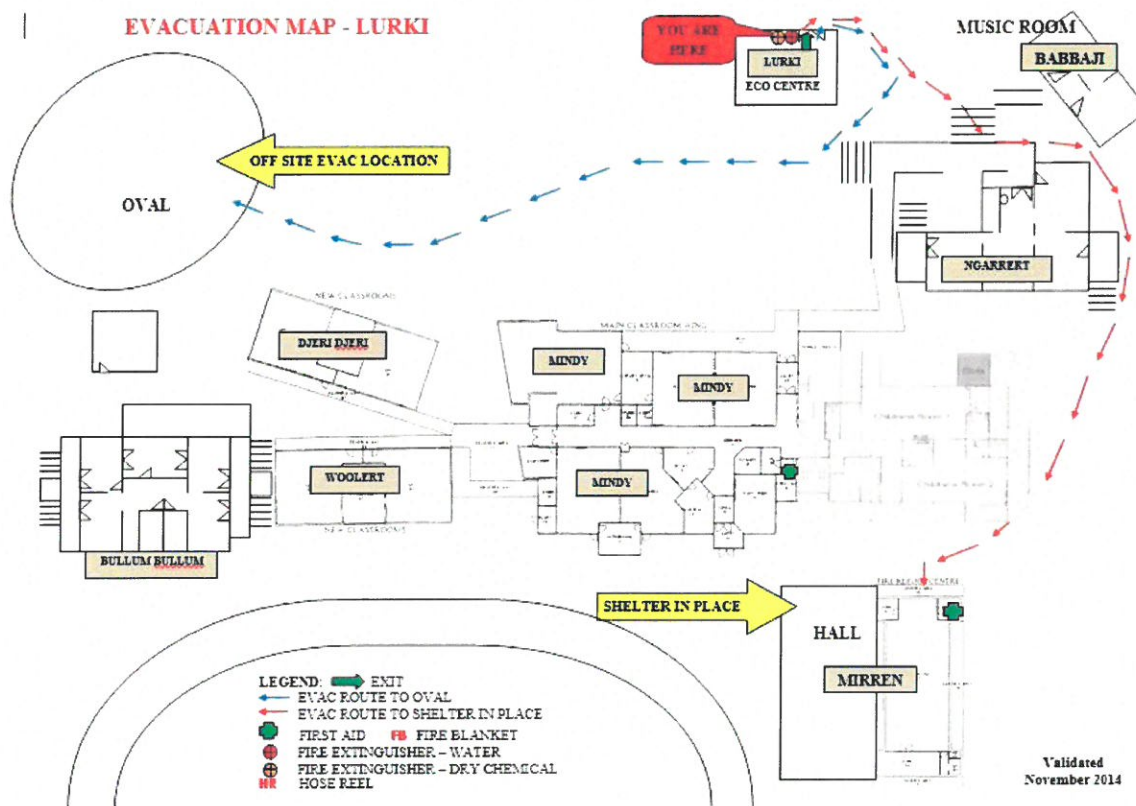 EVACUATION MAP - LURKI
YOU ARE
HERE
LURKI
ECO CENTRE
MUSIC ROOM
BABBAJI
OFF SITE EVAC LOCATION
OVAL
NGARRERT
NEW CLASSROOMS
DJERI DJERI
MAIN CLASSROOM WING
MINDY
MINDY
WOOLERT
MINDY
NEW CLASSROOMS
BULLUM BULLUM
SHELTER IN PLACE
HALL
MIRREN
LEGEND: EXIT
EVAC ROUTE TO OVAL
EVAC ROUTE TO SHELTER IN PLACE
FIRST AID FB FIRE BLANKET
FIRE EXTINGUISHER – WATER
FIRE EXTINGUISHER – DRY CHEMICAL
HR HOSE REEL
Validated
November 2014